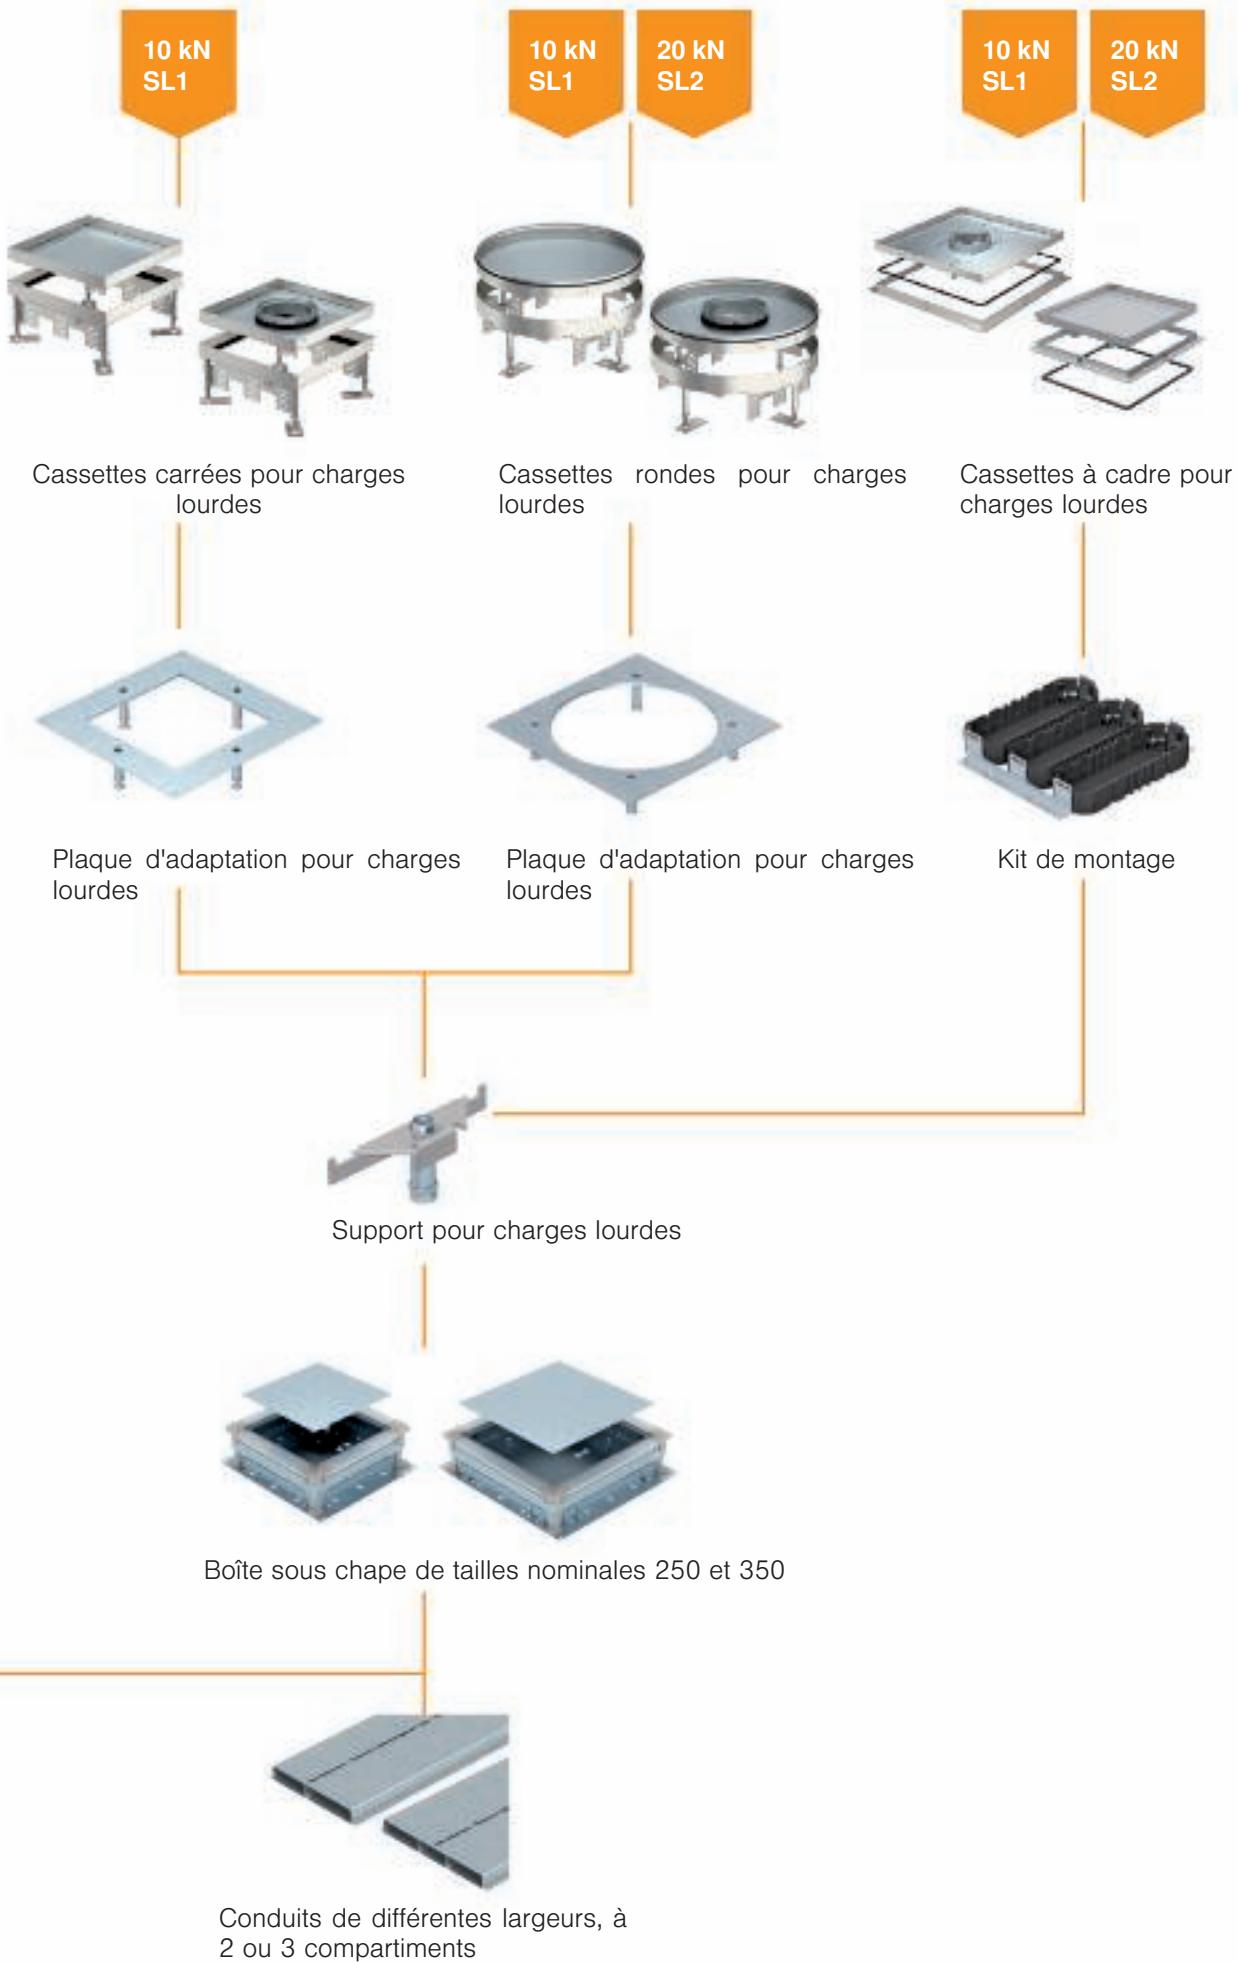 10 kN
SL1
10 kN
SL1
20 kN
SL2
10 kN
SL1
20 kN
SL2
Cassettes carrées pour charges
lourdes
Cassettes rondes pour charges
lourdes
Cassettes à cadre pour
charges lourdes
Plaque d'adaptation pour charges
lourdes
Plaque d'adaptation pour charges
lourdes
Kit de montage
Support pour charges lourdes
Boîte sous chape de tailles nominales 250 et 350
Conduits de différentes largeurs, à
2 ou 3 compartiments